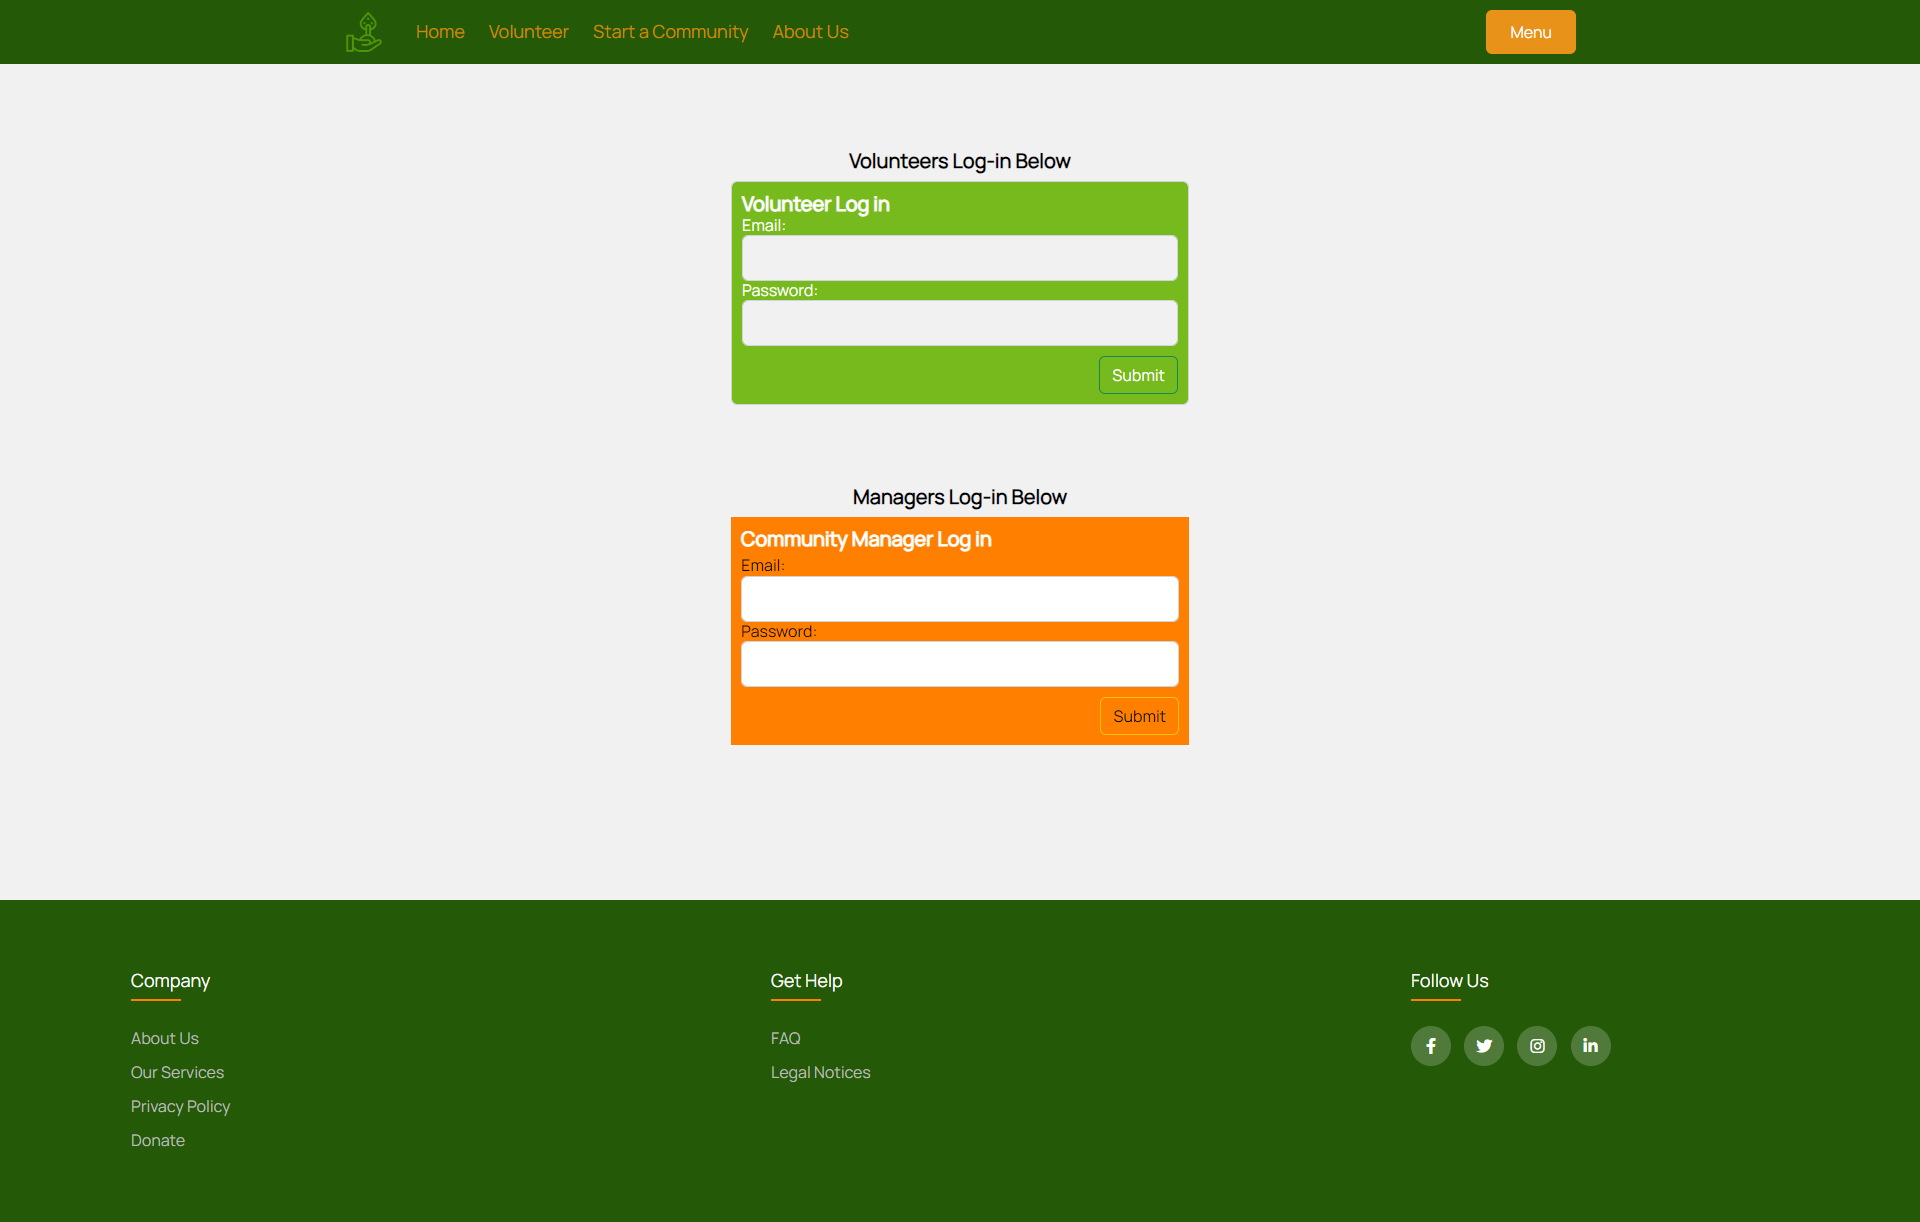 Home
Volunteer
Start a Community
About Us
Menu
Volunteers Log-in Below
Volunteer Log in
Email:
Password:
Submit
Managers Log-in Below
Community Manager Log in
Email:
Password:
Submit
Company
About Us
Our Services
Privacy Policy
Donate
Get Help
FAQ
Legal Notices
Follow Us